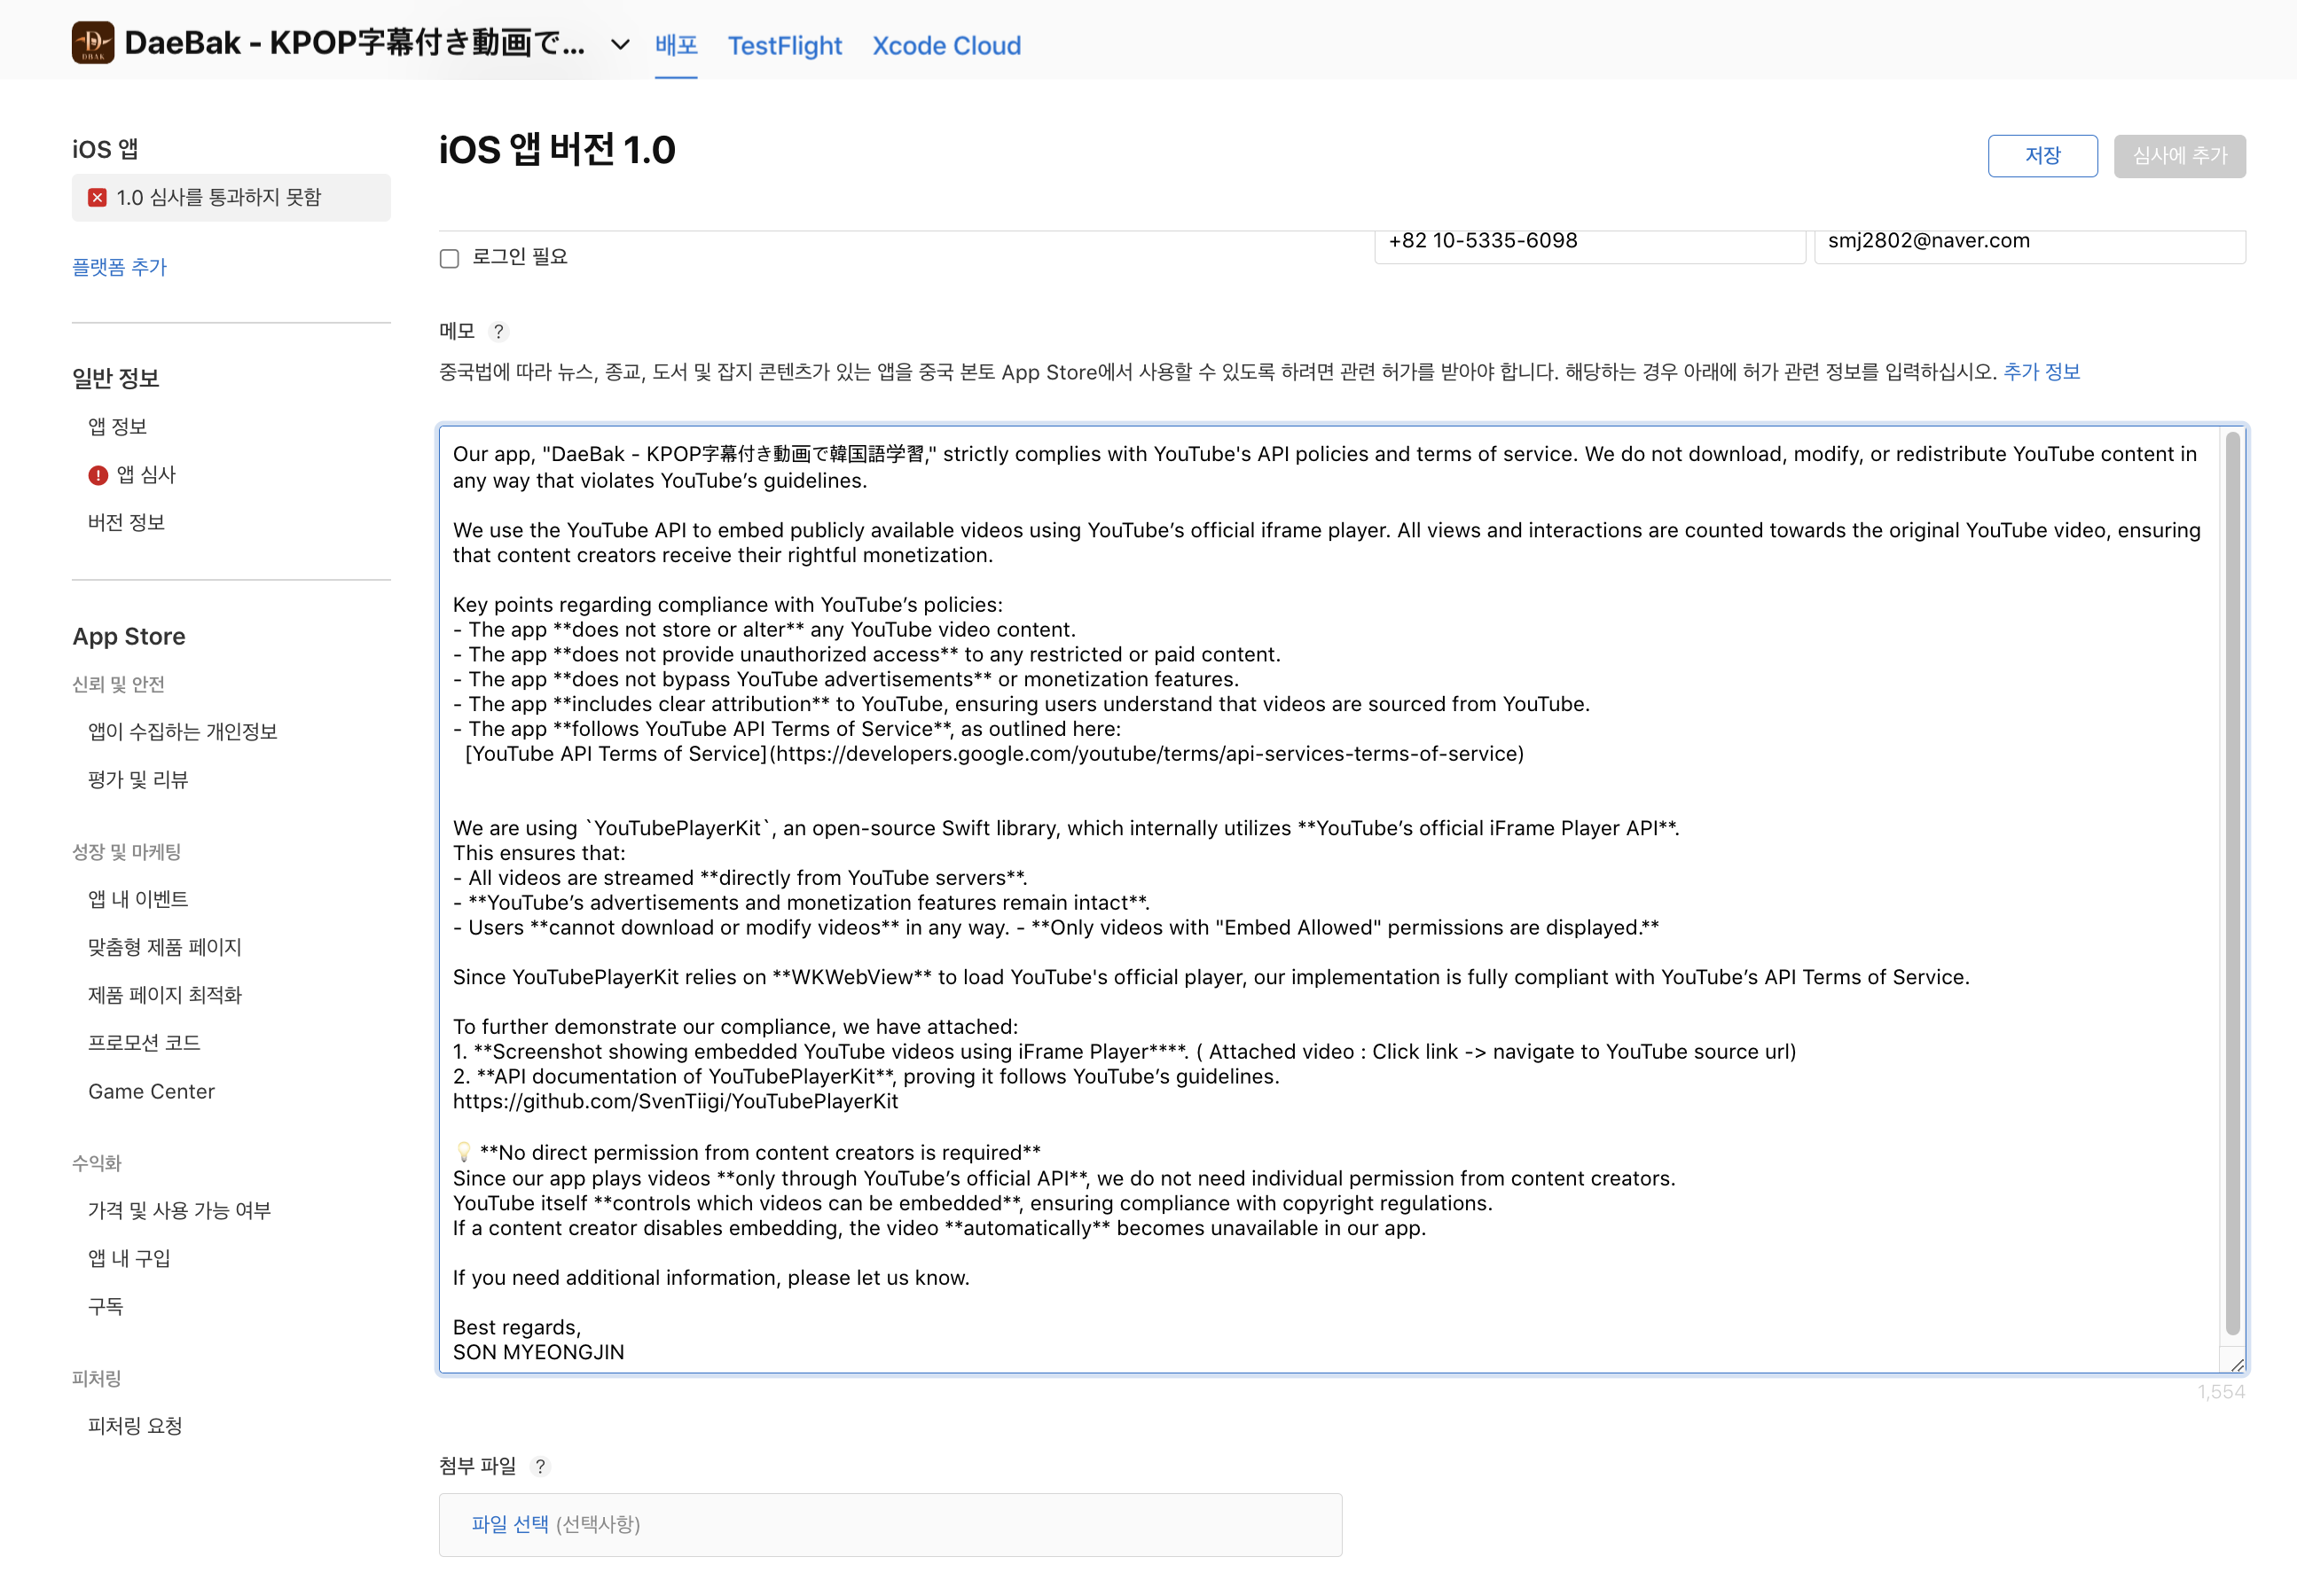 DaeBak - KPOP字幕付き動画で...
배포
TestFlight
Xcode Cloud
iOS 앱
1.0 심사를 통과하지 못함
플랫폼 추가
일반 정보
앱 정보
앱 심사
버전 정보
App Store
신뢰 및 안전
앱이 수집하는 개인정보
평가 및 리뷰
성장 및 마케팅
앱 내 이벤트
맞춤형 제품 페이지
제품 페이지 최적화
프로모션 코드
Game Center
수익화
가격 및 사용 가능 여부
앱 내 구입
구독
피처링
피처링 요청
iOS 앱 버전 1.0
저장
심사에 추가
로그인 필요
+82 10-5335-6098
smj2802@naver.com
메모 ?
중국법에 따라 뉴스, 종교, 도서 및 잡지 콘텐츠가 있는 앱을 중국 본토 App Store에서 사용할 수 있도록 하려면 관련 허가를 받아야 합니다. 해당하는 경우 아래에 허가 관련 정보를 입력하십시오. 추가 정보
Our app, "DaeBak - KPOP字幕付き動画で韓国語学習," strictly complies with YouTube's API policies and terms of service. We do not download, modify, or redistribute YouTube content in
any way that violates YouTube’s guidelines.
We use the YouTube API to embed publicly available videos using YouTube’s official iframe player. All views and interactions are counted towards the original YouTube video, ensuring
that content creators receive their rightful monetization.
Key points regarding compliance with YouTube’s policies:
- The app **does not store or alter** any YouTube video content.
- The app **does not provide unauthorized access** to any restricted or paid content.
- The app **does not bypass YouTube advertisements** or monetization features.
- The app **includes clear attribution** to YouTube, ensuring users understand that videos are sourced from YouTube.
- The app **follows YouTube API Terms of Service**, as outlined here:
[YouTube API Terms of Service](https://developers.google.com/youtube/terms/api-services-terms-of-service)
We are using `YouTubePlayerKit`, an open-source Swift library, which internally utilizes **YouTube’s official iFrame Player API**.
This ensures that:
- All videos are streamed **directly from YouTube servers**.
- **YouTube’s advertisements and monetization features remain intact**.
- Users **cannot download or modify videos** in any way. - **Only videos with "Embed Allowed" permissions are displayed.**
Since YouTubePlayerKit relies on **WKWebView** to load YouTube's official player, our implementation is fully compliant with YouTube’s API Terms of Service.
To further demonstrate our compliance, we have attached:
1. **Screenshot showing embedded YouTube videos using iFrame Player****. ( Attached video : Click link -> navigate to YouTube source url)
2. **API documentation of YouTubePlayerKit**, proving it follows YouTube’s guidelines.
https://github.com/SvenTiigi/YouTubePlayerKit
💡 **No direct permission from content creators is required**
Since our app plays videos **only through YouTube’s official API**, we do not need individual permission from content creators.
YouTube itself **controls which videos can be embedded**, ensuring compliance with copyright regulations.
If a content creator disables embedding, the video **automatically** becomes unavailable in our app.
If you need additional information, please let us know.
Best regards,
SON MYEONGJIN
1,554
첨부 파일 ?
파일 선택 (선택사항)